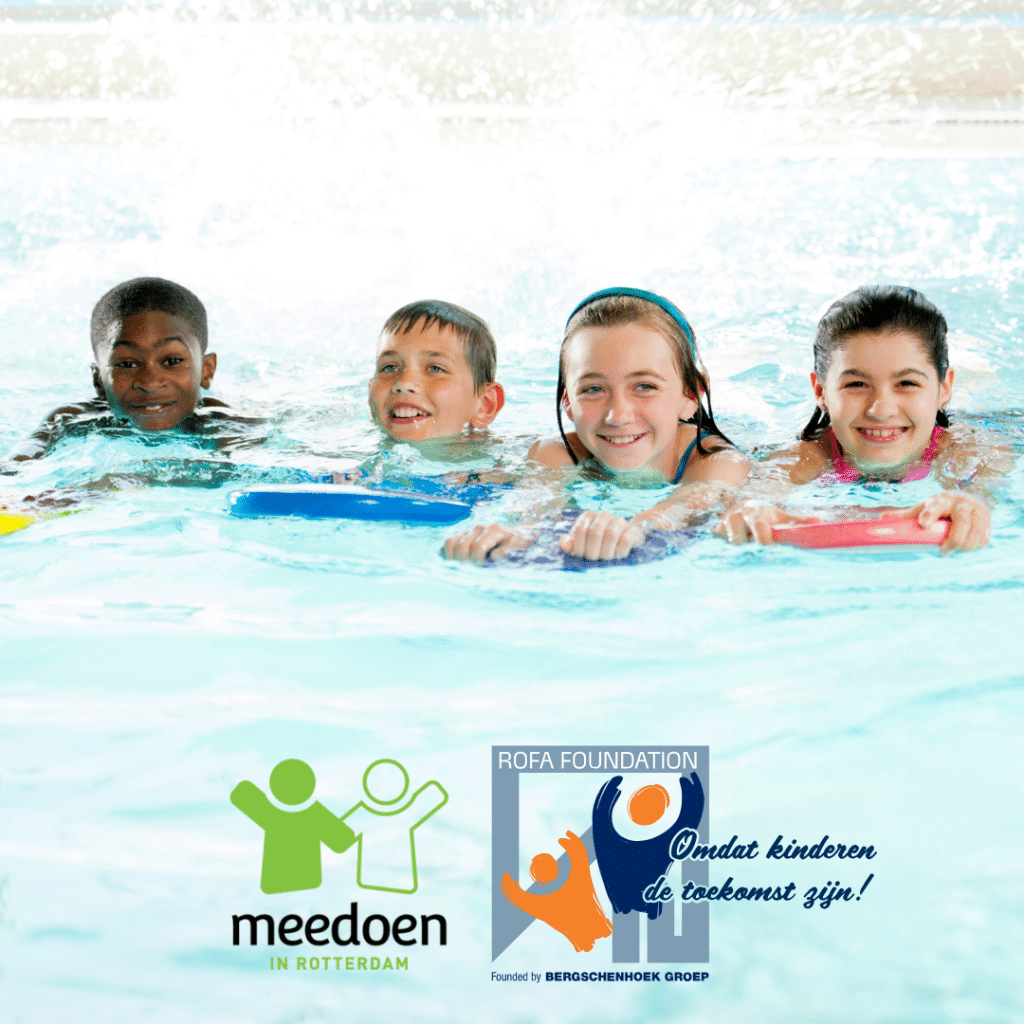 meedoen
IN ROTTERDAM
ROFA FOUNDATION
Omdat kinderen
de toekomst zijn!
Founded by BERGSCHENHOEK GROEP